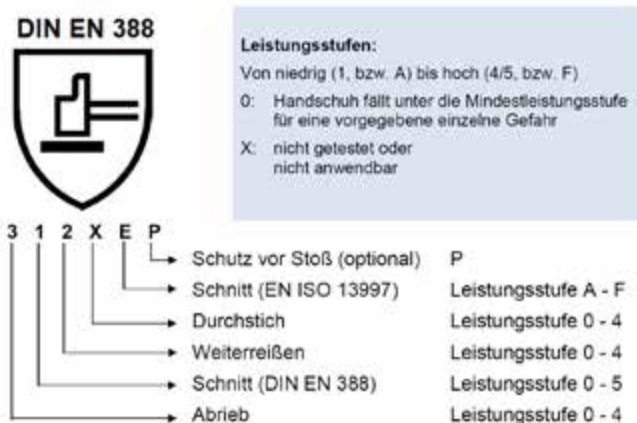 DIN EN 388
Leistungsstufen:
Von niedrig (1, bzw. A) bis hoch (4/5, bzw. F)
0: Handschuh fällt unter die Mindestleistungsstufe
für eine vorgegebene einzelne Gefahr
X: nicht getestet oder
nicht anwendbar
3 1 2 X E P
Schutz vor Stoß (optional) P
Schnitt (EN ISO 13997) Leistungsstufe A - F
Durchstich Leistungsstufe 0 - 4
Weiterreißen Leistungsstufe 0 - 4
Schnitt (DIN EN 388) Leistungsstufe 0 - 5
Abrieb Leistungsstufe 0 - 4